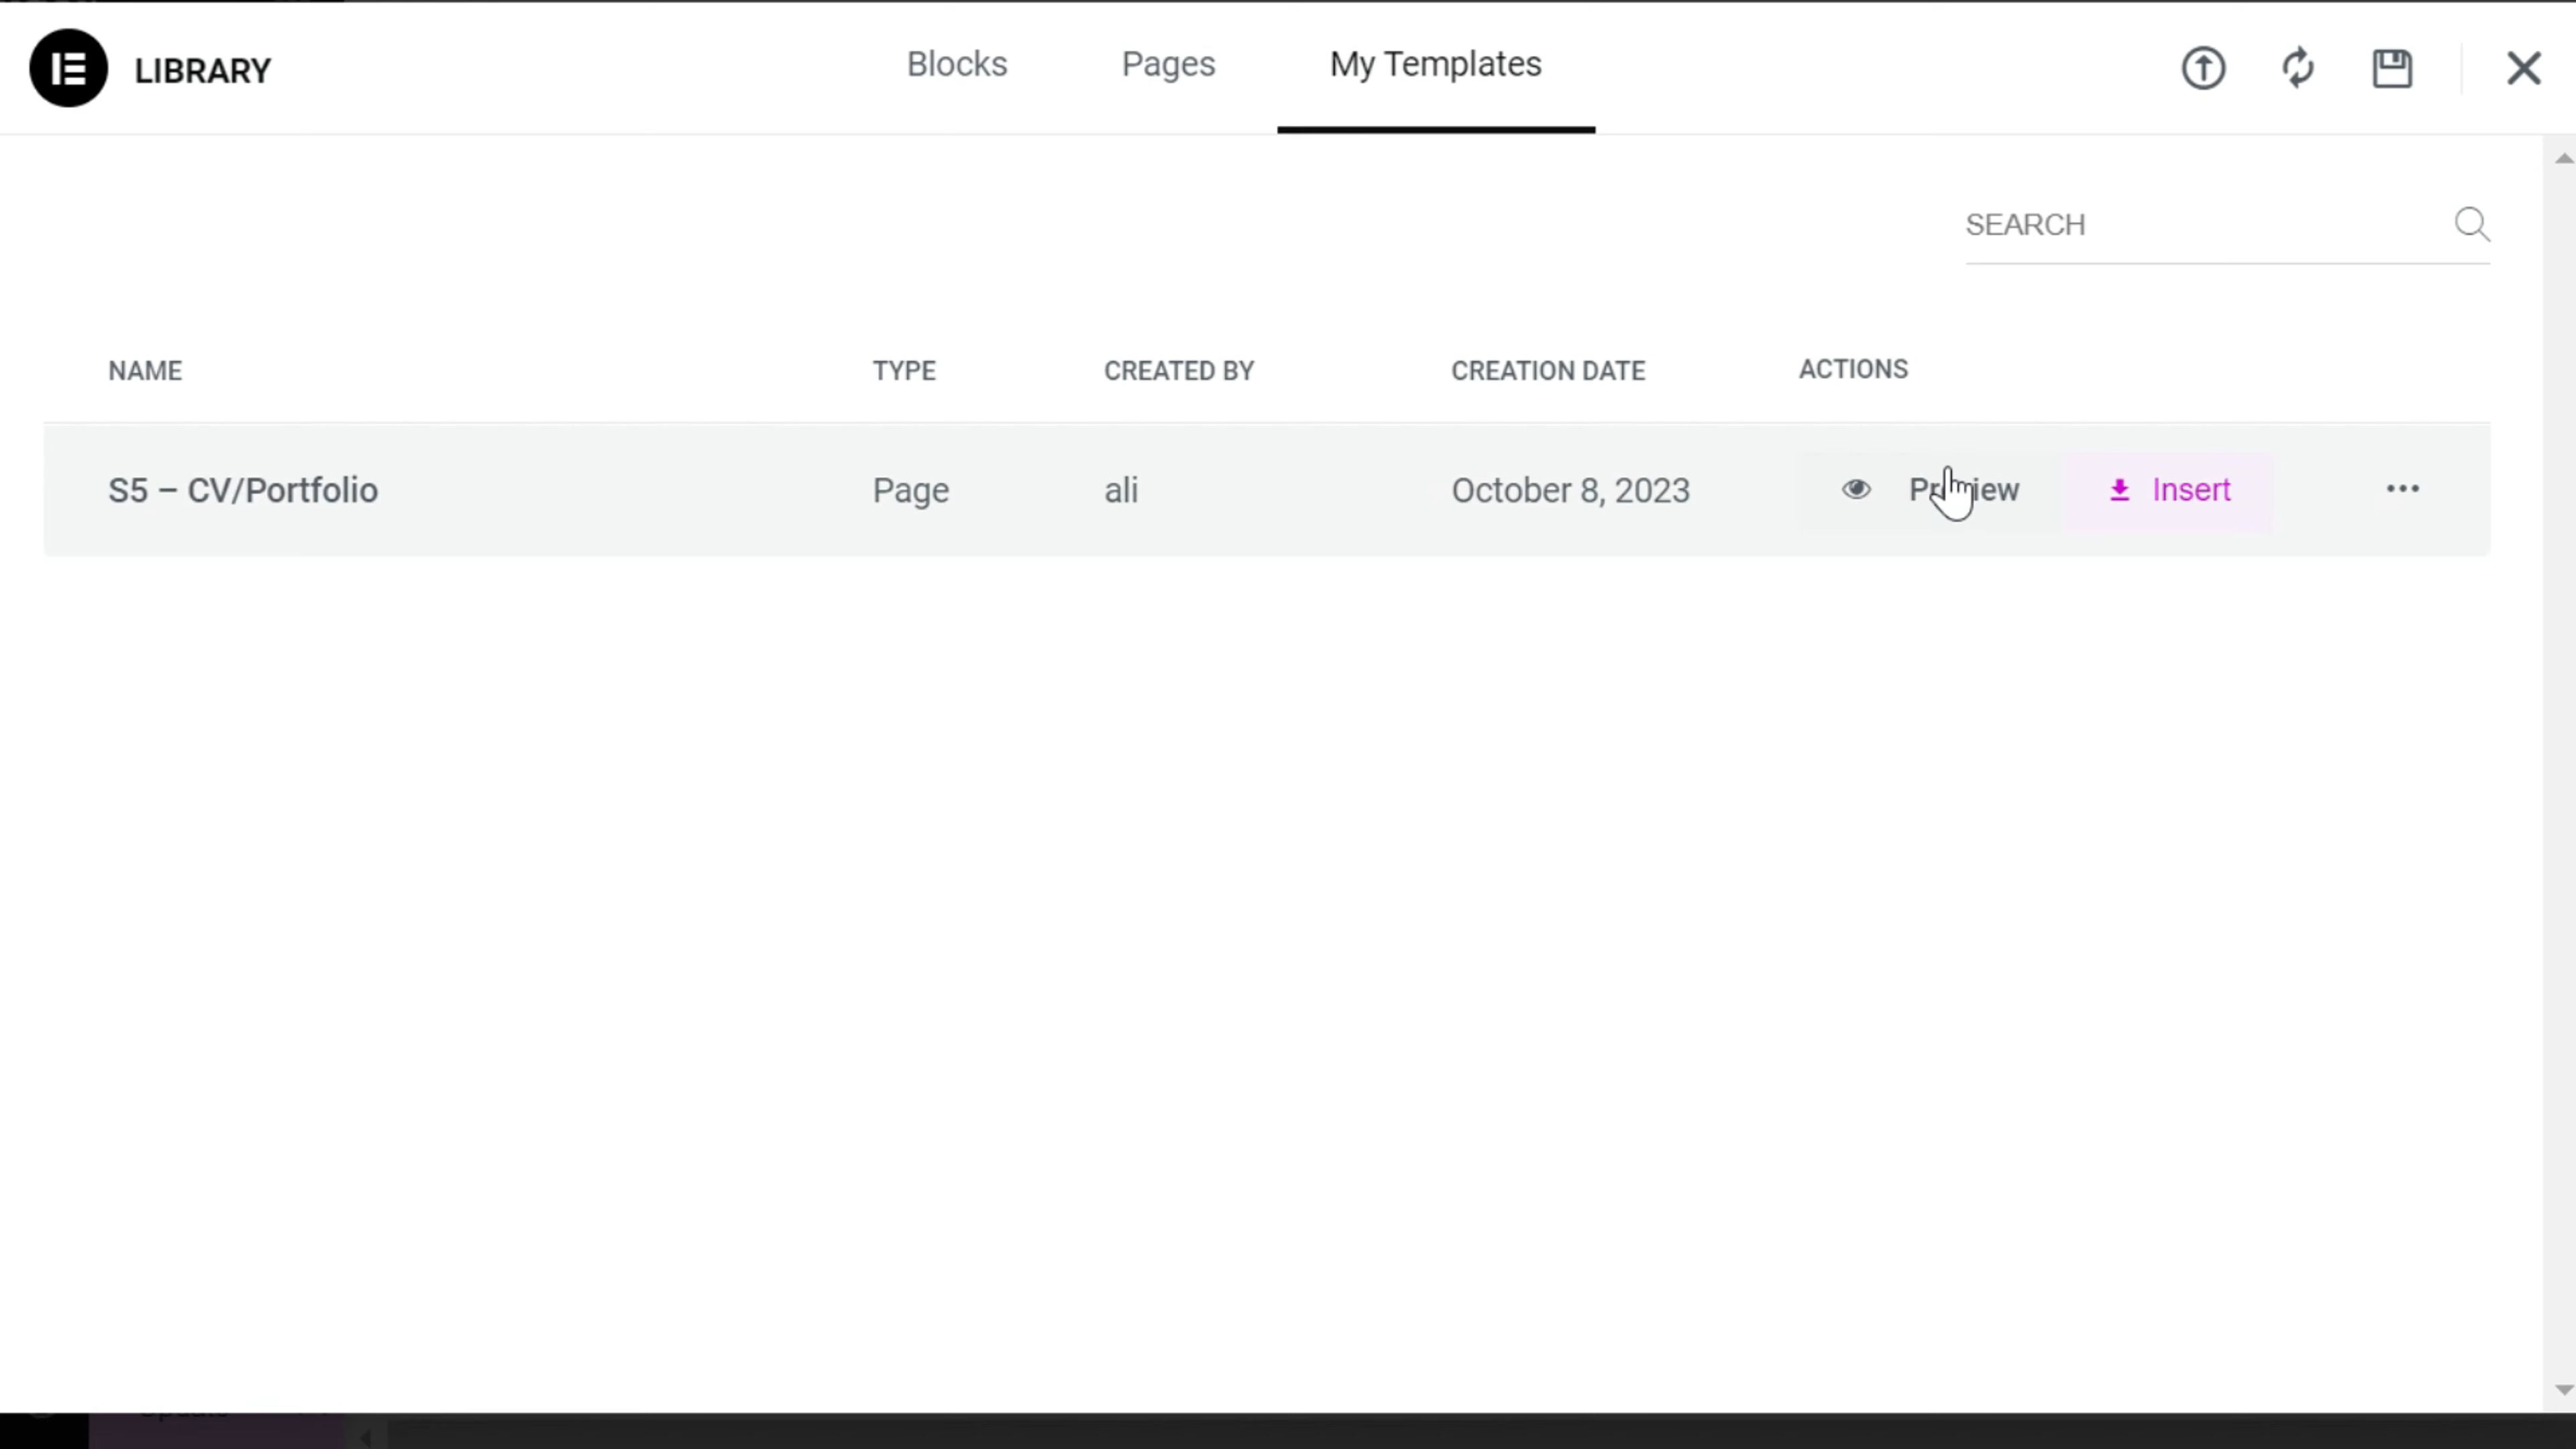 LIBRARY
Blocks
Pages
My Templates
SEARCH
NAME
TYPE
CREATED BY
CREATION DATE
ACTIONS
S5 – CV/Portfolio
Page
ali
October 8, 2023
Preview
Insert